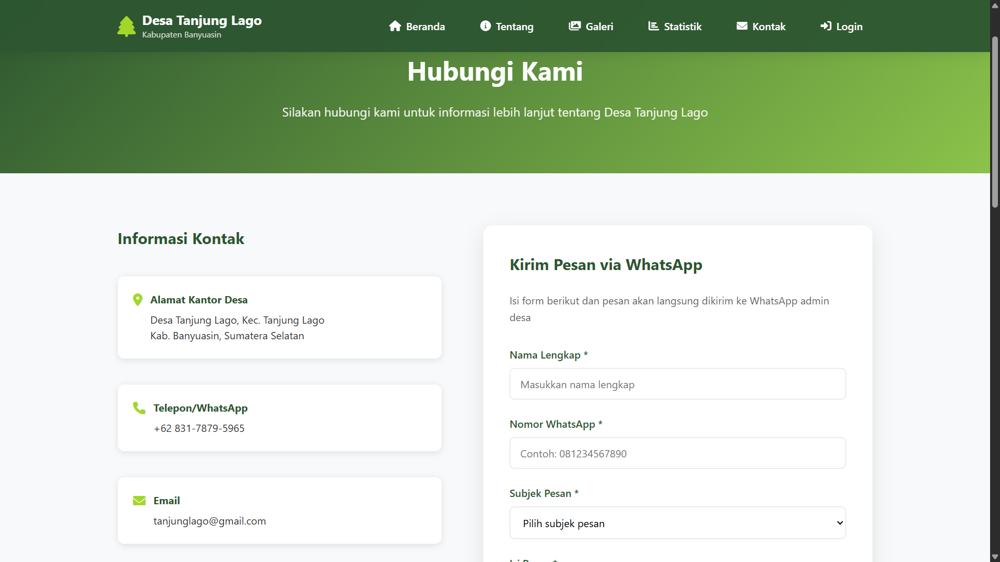 Desa Tanjung Lago
Kabupaten Banyuasin
Beranda
Tentang
Galeri
Statistik
Kontak
Login
Hubungi Kami
Silakan hubungi kami untuk informasi lebih lanjut tentang Desa Tanjung Lago
Informasi Kontak
Alamat Kantor Desa
Desa Tanjung Lago, Kec. Tanjung Lago
Kab. Banyuasin, Sumatera Selatan
Telepon/WhatsApp
+62 831-7879-5965
Email
tanjunglago@gmail.com
Kirim Pesan via WhatsApp
Isi form berikut dan pesan akan langsung dikirim ke WhatsApp admin
desa
Nama Lengkap *
Masukkan nama lengkap
Nomor WhatsApp *
Contoh: 081234567890
Subjek Pesan *
Pilih subjek pesan